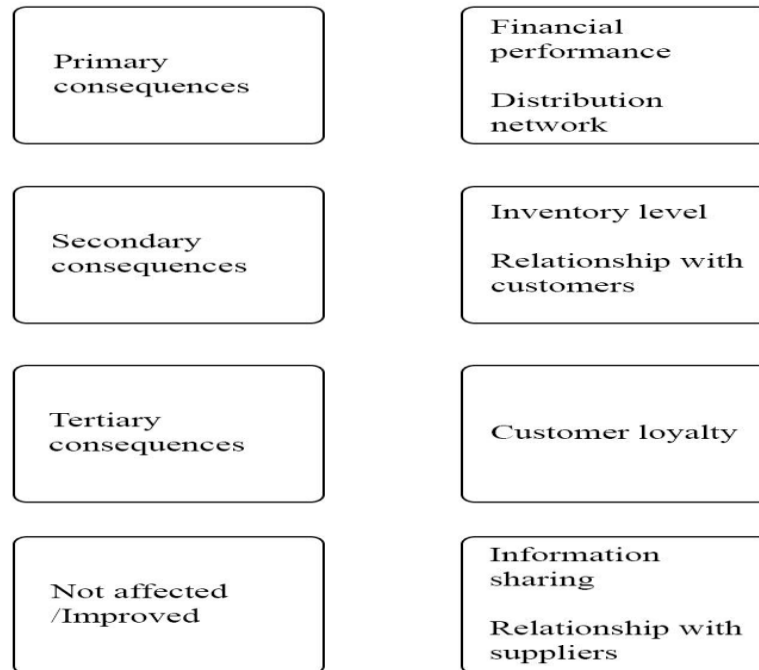 Primary
consequences
Financial
performance
Distribution
network
Secondary
consequences
Inventory level
Relationship with
customers
Tertiary
consequences
Customer loyalty
Not affected
/Improved
Information
sharing
Relationship with
suppliers